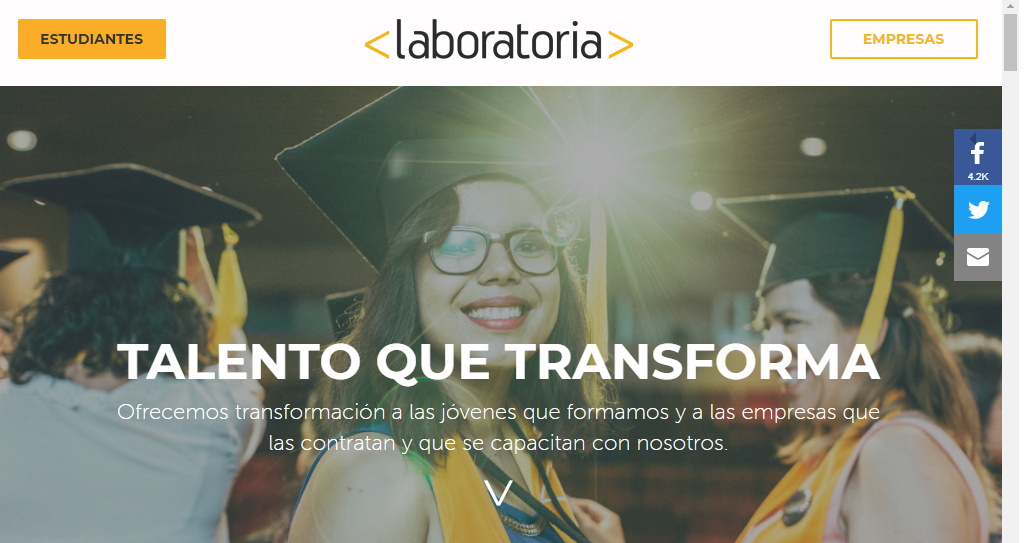 ESTUDIANTES
<laboratoria>
EMPRESAS
4.2K
TALENTO QUE TRANSFORMA
Ofrecemos transformación a las jóvenes que formamos y a las empresas que
las contratan y que se capacitan con nosotros.